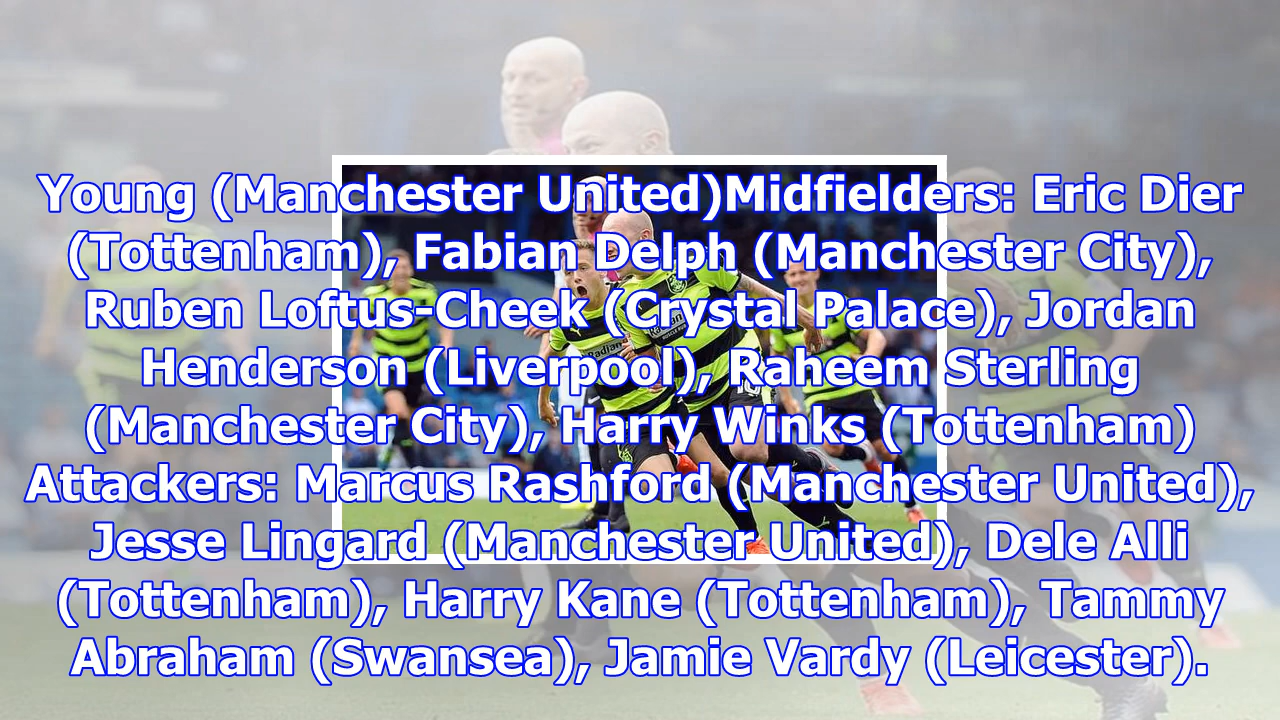 Young (Manchester United)Midfielders: Eric Dier
(Tottenham), Fabian Delph (Manchester City),
Ruben Loftus-Cheek (Crystal Palace), Jordan
Henderson (Liverpool), Raheem Sterling
(Manchester City), Harry Winks (Tottenham)
Attackers: Marcus Rashford (Manchester United),
Jesse Lingard (Manchester United), Dele Alli
(Tottenham), Harry Kane (Tottenham), Tammy
Abraham (Swansea), Jamie Vardy (Leicester).
Radian
Radian